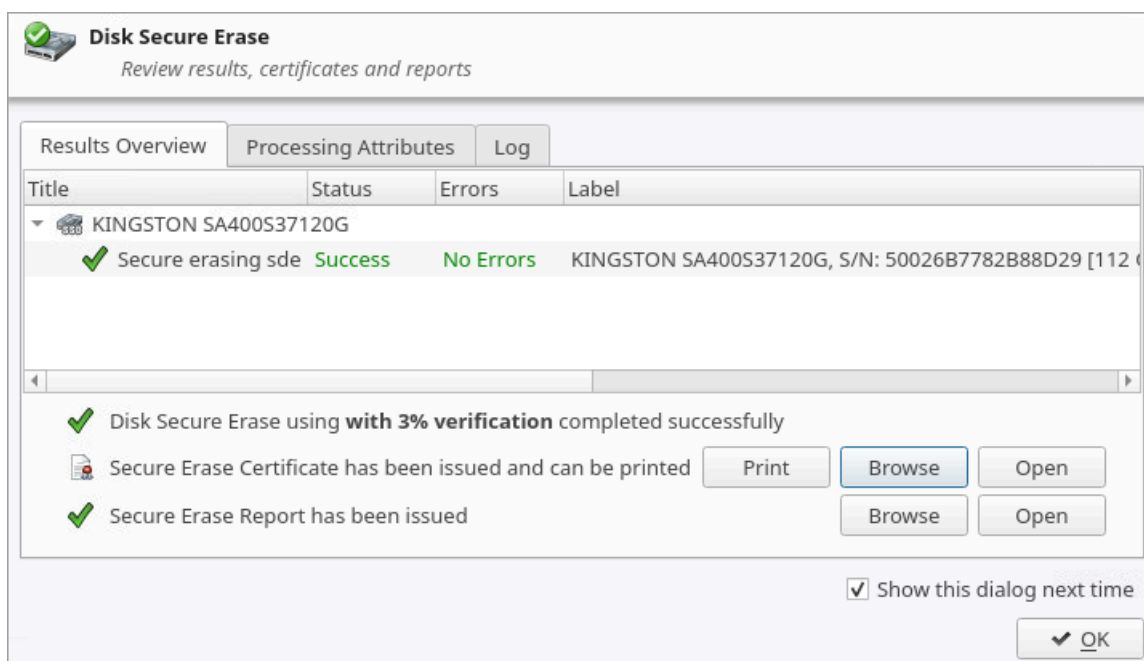 Disk Secure Erase
Review results, certificates and reports
Results Overview Processing Attributes Log
Title Status Errors Label
KINGSTON SA400S37120G
Secure erasing sde Success No Errors KINGSTON SA400S37120G, S/N: 50026B7782B88D29 [112
Disk Secure Erase using with 3% verification completed successfully
Secure Erase Certificate has been issued and can be printed Print Browse Open
Secure Erase Report has been issued Browse Open
Show this dialog next time
OK